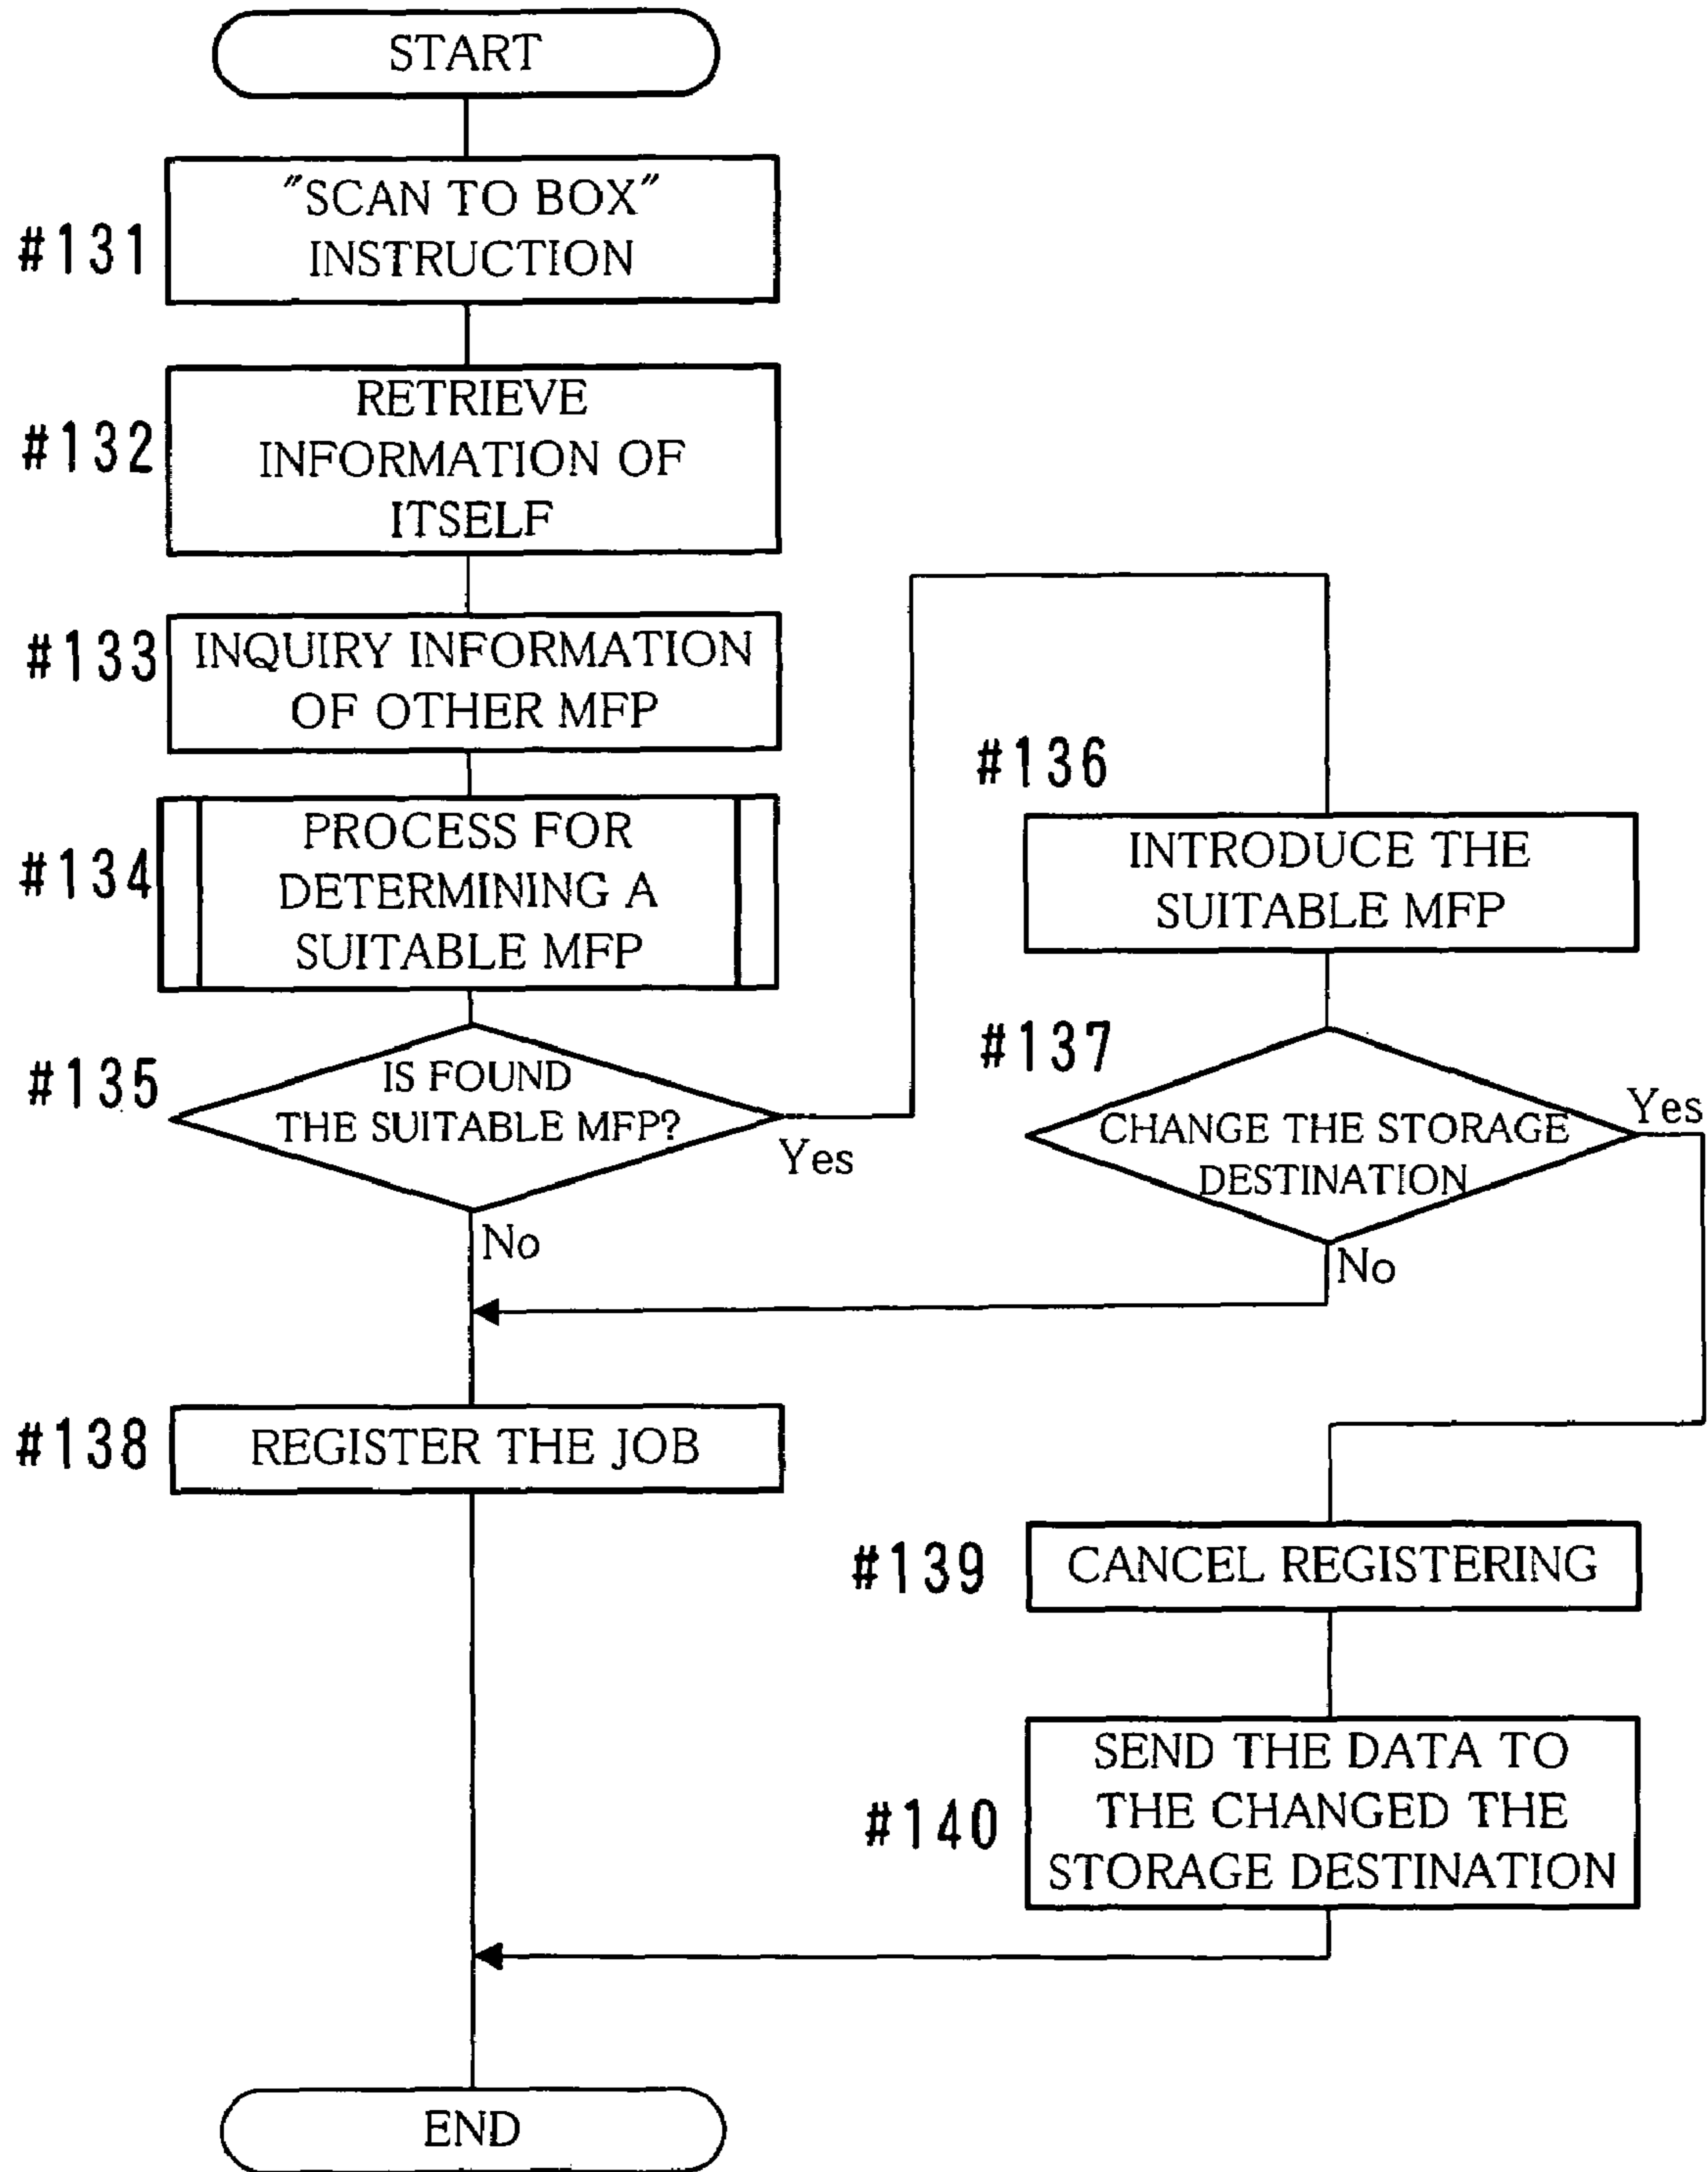 START
#131
"SCAN TO BOX"
INSTRUCTION
#132
RETRIEVE
INFORMATION OF
ITSELF
#133
INQUIRY INFORMATION
OF OTHER MFP
#134
PROCESS FOR
DETERMINING A
SUITABLE MFP
#135
IS FOUND
THE SUITABLE MFP?
Yes
No
#136
INTRODUCE THE
SUITABLE MFP
#137
CHANGE THE STORAGE
DESTINATION
Yes
No
#138
REGISTER THE JOB
#139
CANCEL REGISTERING
#140
SEND THE DATA TO
THE CHANGED THE
STORAGE DESTINATION
END